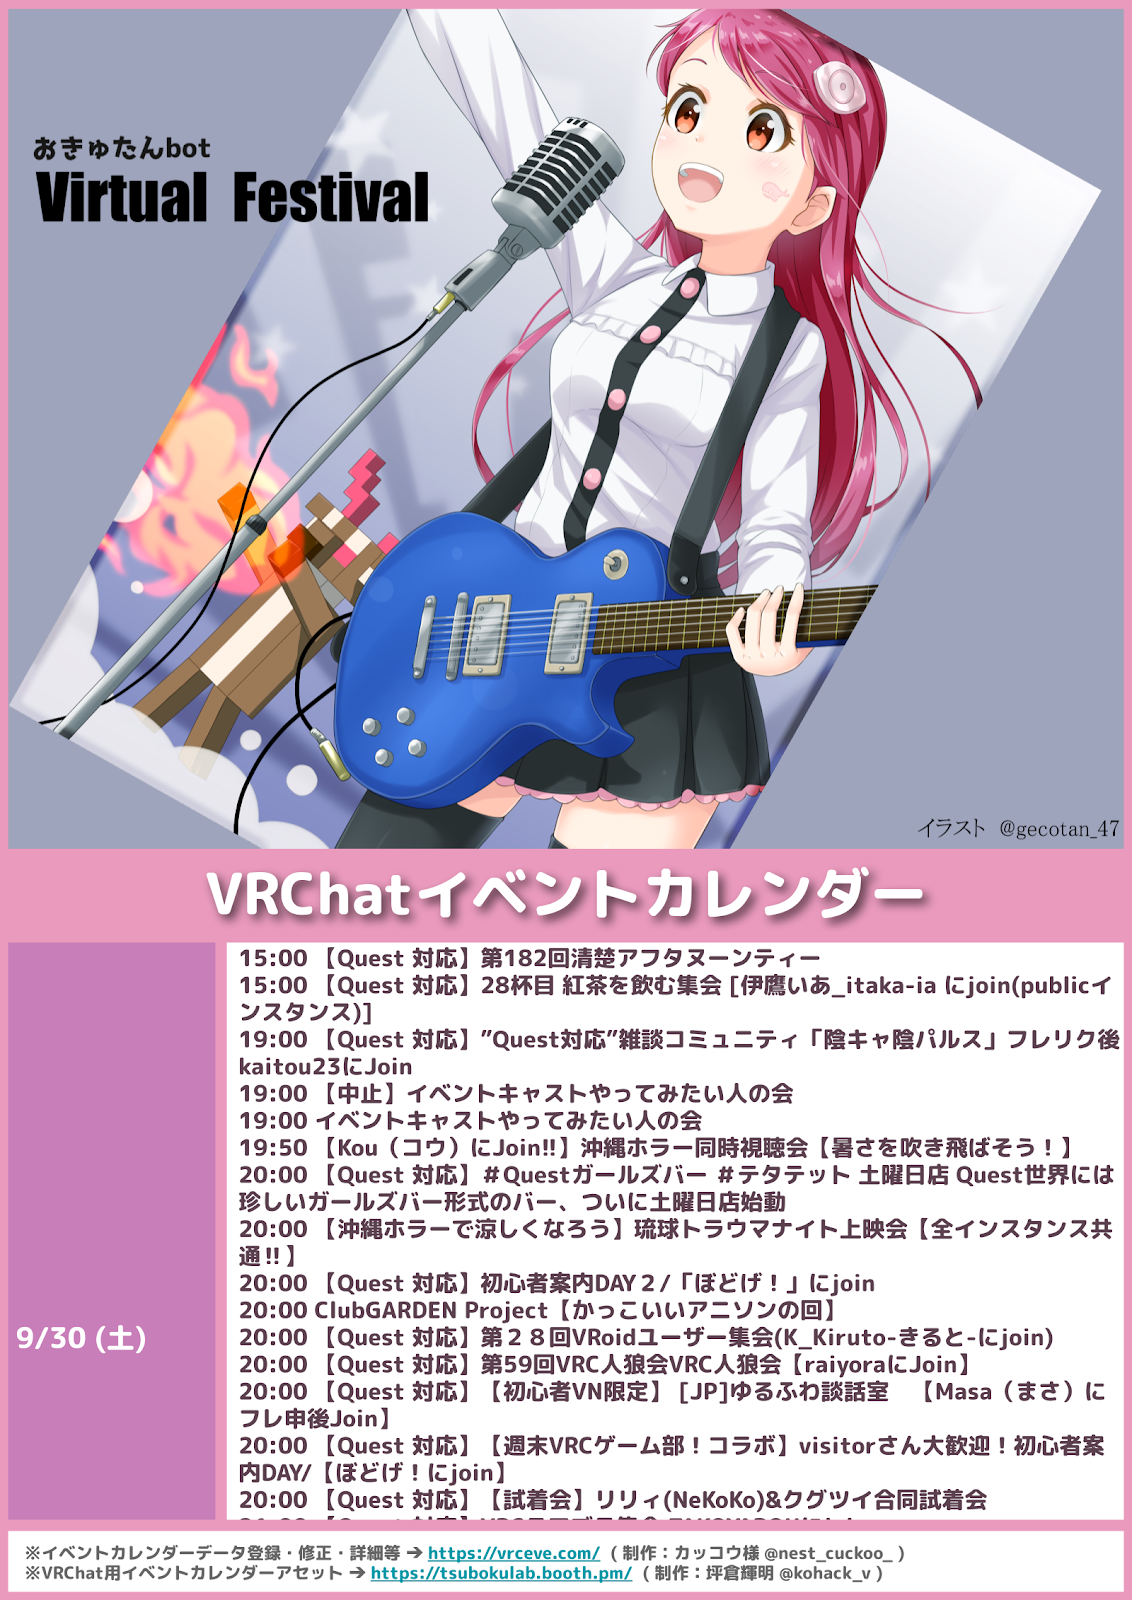 おきゅたんbot
Virtual Festival
イラスト @gecotan_47
VRChatイベントカレンダー
9/30 (土)
15:00 【Quest 対応】第182回清楚アフタヌーンティー
15:00 【Quest 対応】28杯目 紅茶を飲む集会 [伊鷹いあ_itaka-ia にjoin(publicイ
ンスタンス)]
19:00 【Quest 対応】”Quest対応”雑談コミュニティ「陰キャ陰パルス」フレリク後
kaitou23にJoin
19:00 【中止】イベントキャストやってみたい人の会
19:00 イベントキャストやってみたい人の会
19:50 【Kou（コウ）にJoin!!】沖縄ホラー同時視聴会【暑さを吹き飛ばそう！】
20:00 【Quest 対応】＃Questガールズバー ＃テタテット 土曜日店 Quest世界には
珍しいガールズバー形式のバー、ついに土曜日店始動
20:00 【沖縄ホラーで涼しくなろう】琉球トラウマナイト上映会【全インスタンス共
通!!】
20:00 【Quest 対応】初心者案内DAY２/「ぼどげ！」にjoin
20:00 ClubGARDEN Project【かっこいいアニソンの回】
20:00 【Quest 対応】第２８回VRoidユーザー集会(K_Kiruto-きると-にjoin)
20:00 【Quest 対応】第59回VRC人狼会VRC人狼会【raiyoraにJoin】
20:00 【Quest 対応】【初心者VN限定】 [JP]ゆるふわ談話室　【Masa（まさ）に
フレ申後Join】
20:00 【Quest 対応】【週末VRCゲーム部！コラボ】visitorさん大歓迎！初心者案
内DAY/【ぼどげ！にjoin】
20:00 【Quest 対応】【試着会】リリィ(NeKoKo)&クグツイ合同試着会
※イベントカレンダーデータ登録・修正・詳細等 ➔ https://vrceve.com/ （制作：カッコウ様 @nest_cuckoo_ ）
※VRChat用イベントカレンダーアセット ➔ https://tsubokulab.booth.pm/ （制作：坪倉輝明 @kohack_v ）